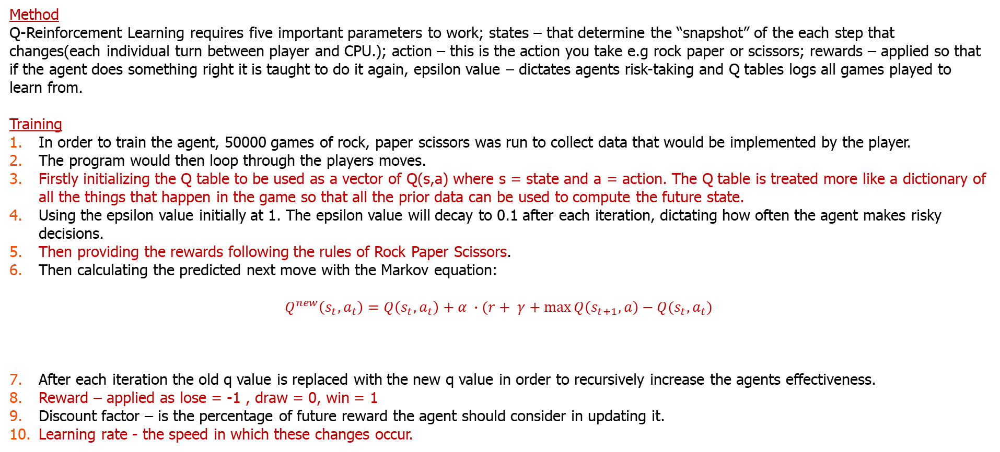 Method
Q-Reinforcement Learning requires five important parameters to work; states – that determine the “snapshot” of the each step that
changes(each individual turn between player and CPU.); action – this is the action you take e.g rock paper or scissors; rewards – applied so that
if the agent does something right it is taught to do it again, epsilon value – dictates agents risk-taking and Q tables logs all games played to
learn from.
Training
1. In order to train the agent, 50000 games of rock, paper scissors was run to collect data that would be implemented by the player.
2. The program would then loop through the players moves.
3. Firstly initializing the Q table to be used as a vector of Q(s,a) where s = state and a = action. The Q table is treated more like a dictionary of
all the things that happen in the game so that all the prior data can be used to compute the future state.
4. Using the epsilon value initially at 1. The epsilon value will decay to 0.1 after each iteration, dictating how often the agent makes risky
decisions.
5. Then providing the rewards following the rules of Rock Paper Scissors.
6. Then calculating the predicted next move with the Markov equation:
Q^{new}(s_t, a_t) = Q(s_t, a_t) + α · (r + γ + max Q(s_{t+1}, a) − Q(s_t, a_t)
7. After each iteration the old q value is replaced with the new q value in order to recursively increase the agents effectiveness.
8. Reward – applied as lose = -1 , draw = 0, win = 1
9. Discount factor – is the percentage of future reward the agent should consider in updating it.
10. Learning rate - the speed in which these changes occur.